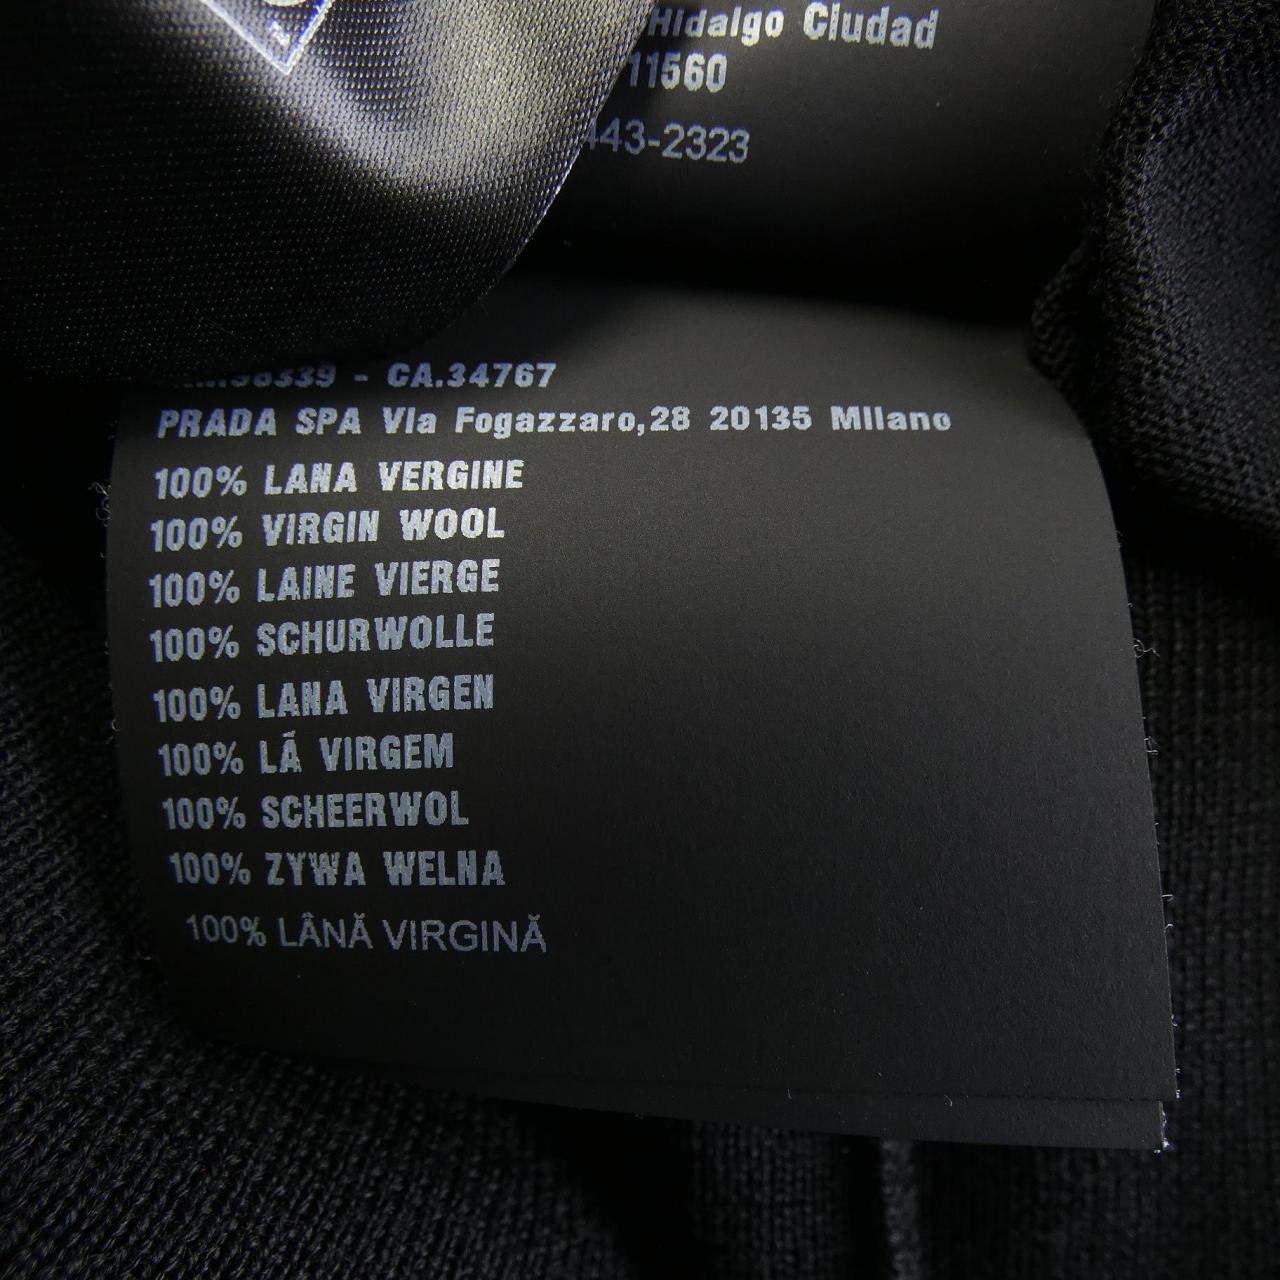 Hidalgo Ciudad
11560
443-2323
- CA.34767
PRADA SPA Via Fogazzaro,28 20135 Milano
100% LANA VERGINE
100% VIRGIN WOOL
100% LAINE VIERGE
100% SCHURWOLLE
100% LANA VIRGEN
100% LÃ VIRGEM
100% SCHEERWOL
100% ZYWA WELNA
100% LÂNĂ VIRGINĂ